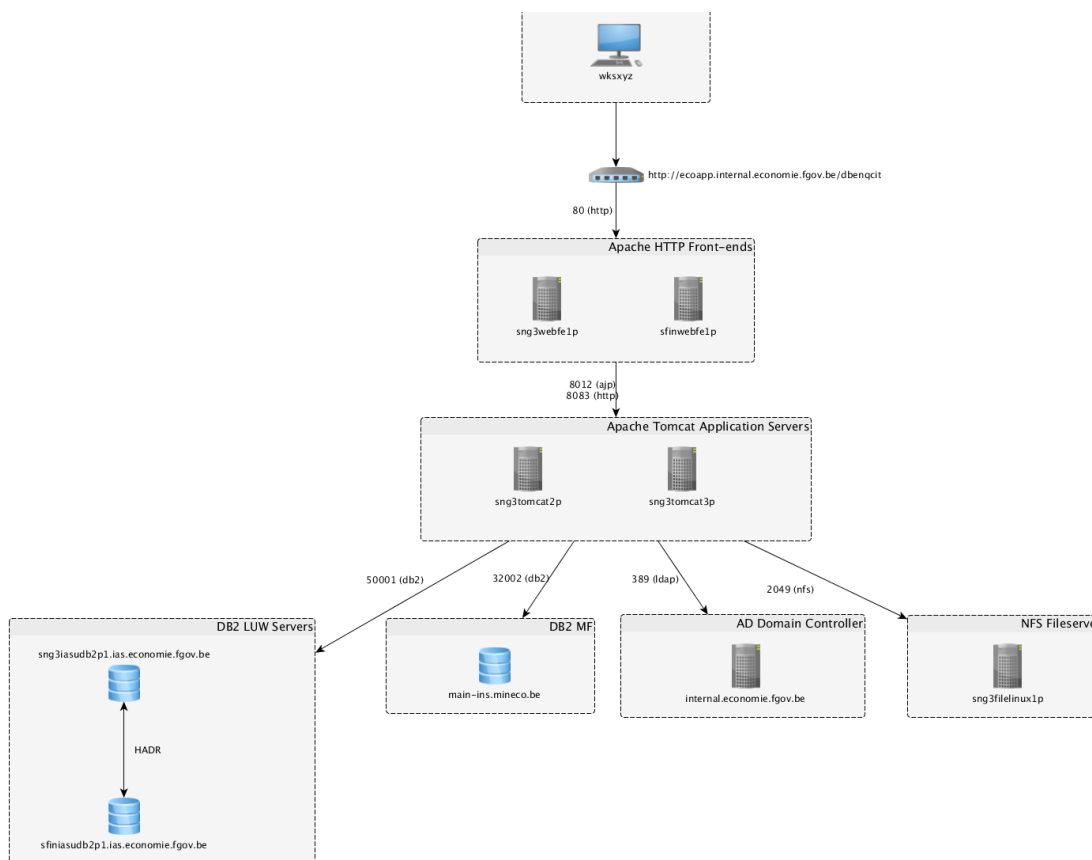 wksxyz
http://ecoapp.internal.economie.fgov.be/dbenqcit
80 (http)
Apache HTTP Front-ends
sng3webfe1p
sfinwebfe1p
8012 (ajp)
8083 (http)
Apache Tomcat Application Servers
sng3tomcat2p
sng3tomcat3p
50001 (db2)
32002 (db2)
389 (ldap)
2049 (nfs)
DB2 LUW Servers
DB2 MF
AD Domain Controller
NFS Fileserve
sng3iasudb2p1.ias.economie.fgov.be
main-ins.mineco.be
internal.economie.fgov.be
sng3filelinux1p
HADR
sfiniasudb2p1.ias.economie.fgov.be